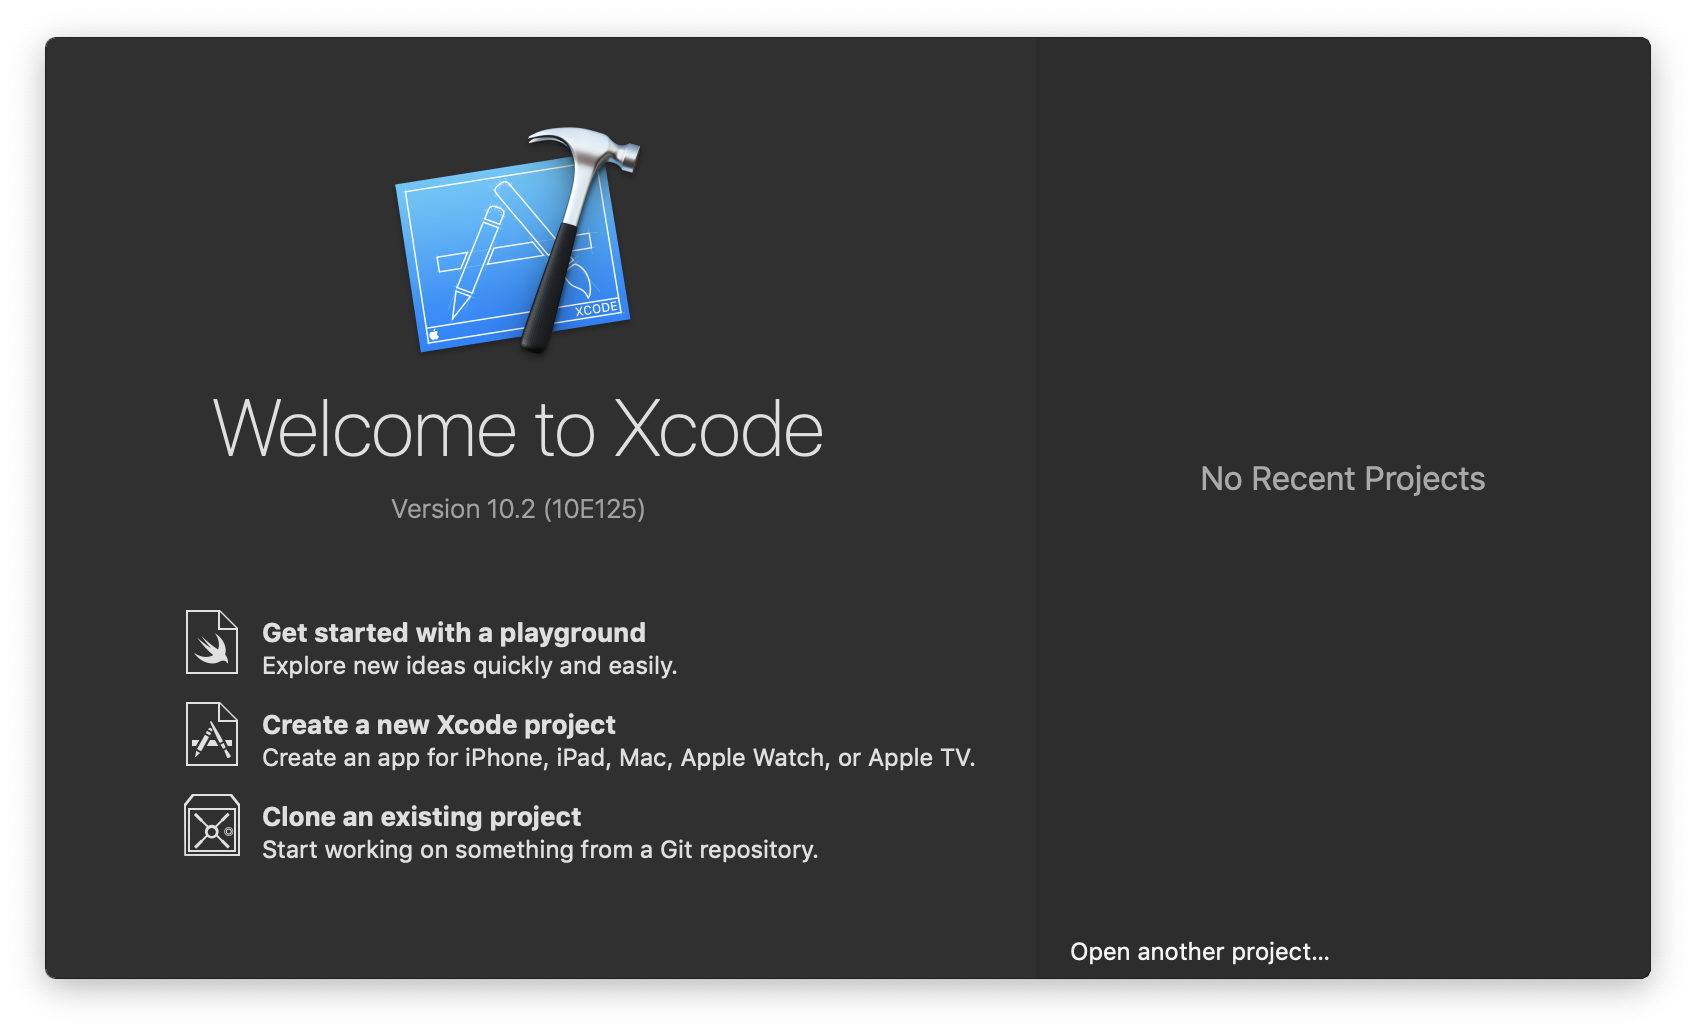 XCODE
Welcome to Xcode
Version 10.2 (10E125)
Get started with a playground
Explore new ideas quickly and easily.
Create a new Xcode project
Create an app for iPhone, iPad, Mac, Apple Watch, or Apple TV.
Clone an existing project
Start working on something from a Git repository.
No Recent Projects
Open another project...